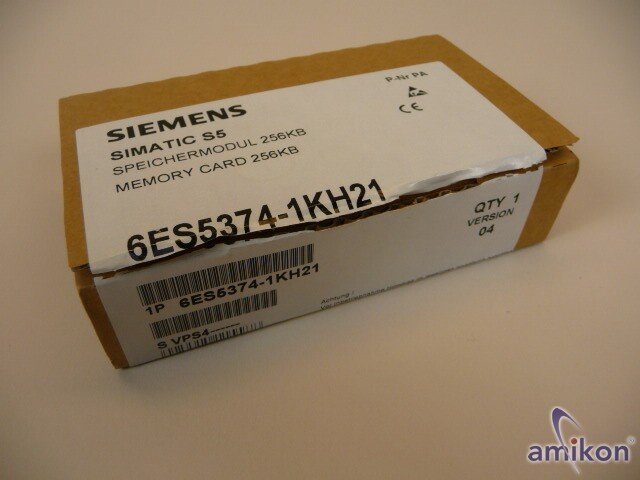 P-Nr PA
SIEMENS
SIMATIC S5
SPEICHERMODUL 256KB
MEMORY CARD 256KB
CE
6ES5374-1KH21
QTY 1
VERSION
04
1P 6ES5374-1KH21
S VPS4------
Achtung !
amikon®